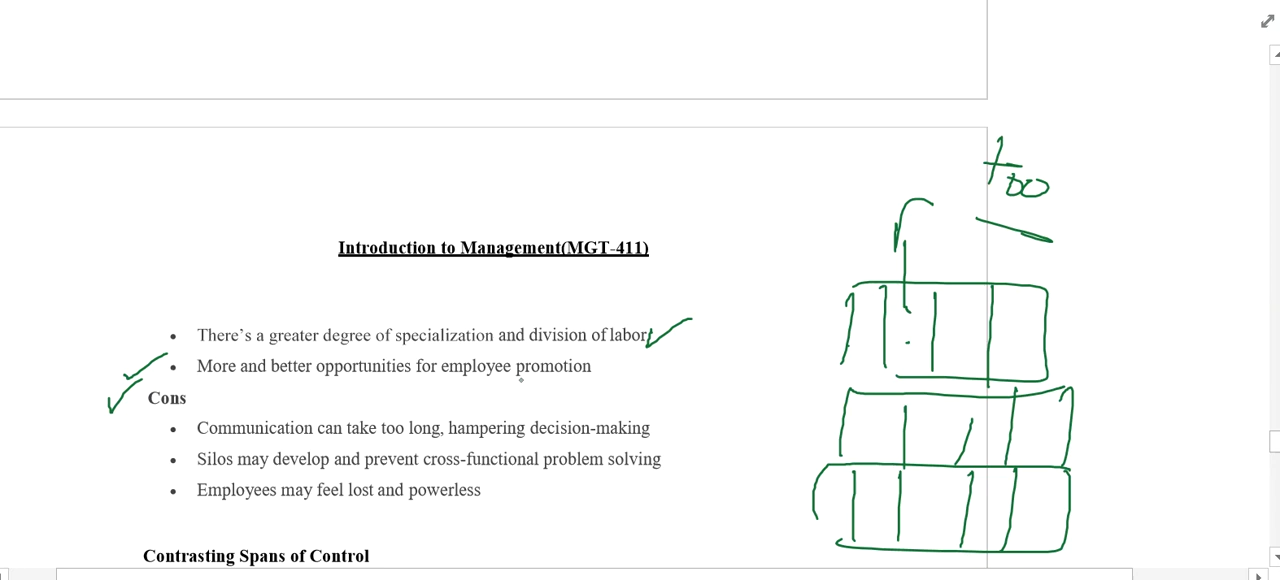 too
Introduction to Management(MGT-411)
• There's a greater degree of specialization and division of labor
• More and better opportunities for employee promotion
Cons
• Communication can take too long, hampering decision-making
• Silos may develop and prevent cross-functional problem solving
• Employees may feel lost and powerless
Contrasting Spans of Control